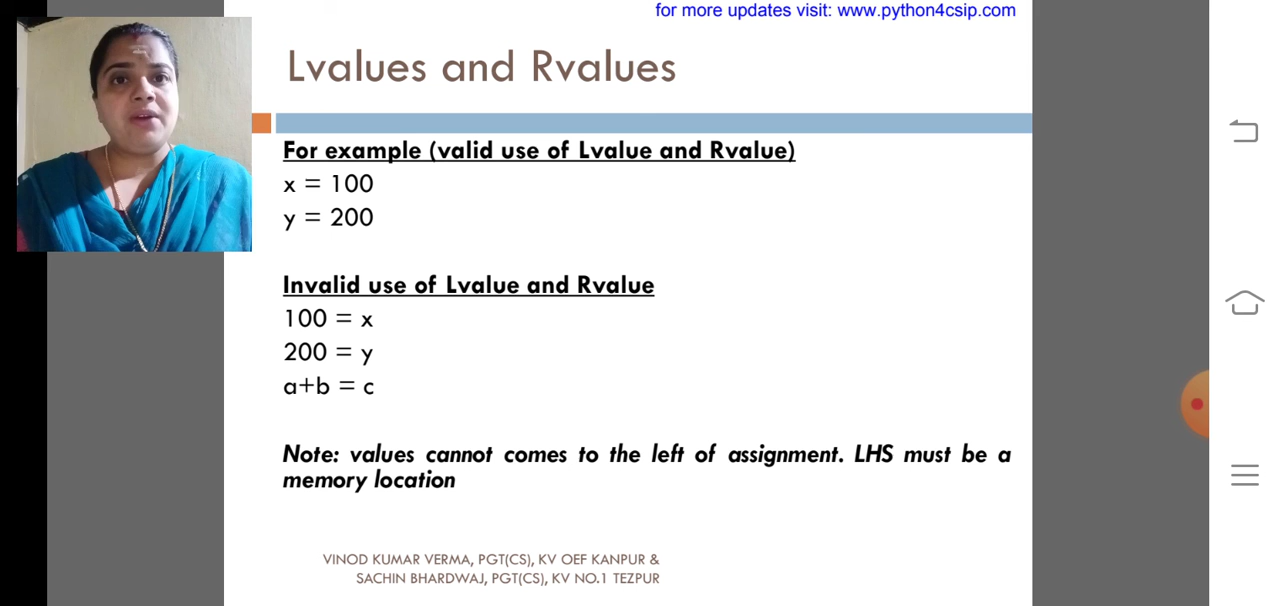 for more updates visit: www.python4csip.com
Lvalues and Rvalues
For example (valid use of Lvalue and Rvalue)
x = 100
y = 200
Invalid use of Lvalue and Rvalue
100 = x
200 = y
a+b = c
Note: values cannot comes to the left of assignment. LHS must be a
memory location
VINOD KUMAR VERMA, PGT(CS), KV OEF KANPUR &
SACHIN BHARDWAJ, PGT(CS), KV NO.1 TEZPUR